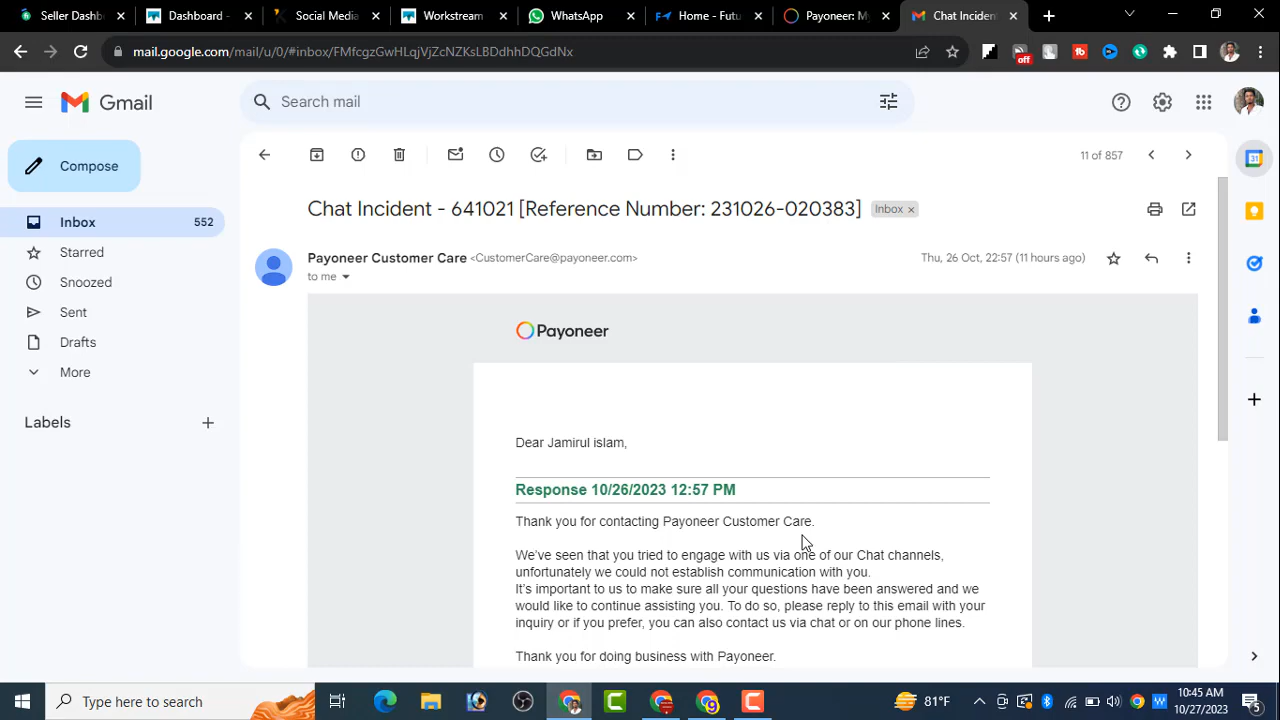 Seller Dashboard
Dashboard -
Social Media
Workstream
WhatsApp
Home - Futu
Payoneer: My
Chat Incident
mail.google.com/mail/u/0/#inbox/FMfcgzGwHLqjVjZcNZKsLBDdhhDQGdNx
off
Gmail
Search mail
Compose
11 of 857
Inbox 552
Starred
Snoozed
Sent
Drafts
More
Labels
Chat Incident - 641021 [Reference Number: 231026-020383] Inbox x
Payoneer Customer Care <CustomerCare@payoneer.com>
Thu, 26 Oct, 22:57 (11 hours ago)
to me
Payoneer
Dear Jamirul islam,
Response 10/26/2023 12:57 PM
Thank you for contacting Payoneer Customer Care.
We've seen that you tried to engage with us via one of our Chat channels,
unfortunately we could not establish communication with you.
It's important to us to make sure all your questions have been answered and we
would like to continue assisting you. To do so, please reply to this email with your
inquiry or if you prefer, you can also contact us via chat or on our phone lines.
Thank you for doing business with Payoneer.
31
Type here to search
81°F
10:45 AM
10/27/2023
5